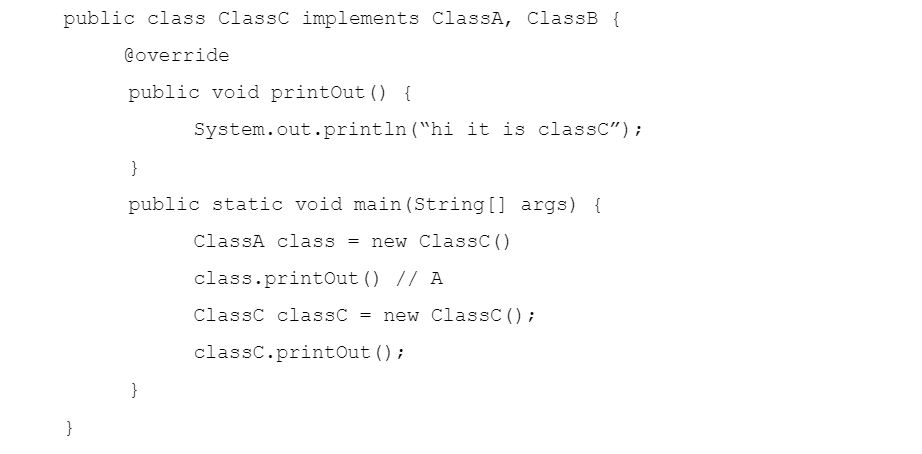 public class ClassC implements ClassA, ClassB {
@override
public void printOut() {
System.out.println(“hi it is classC”);
}
public static void main(String[] args) {
ClassA class = new ClassC()
class.printOut() // A
ClassC classC = new ClassC();
classC.printOut();
}
}